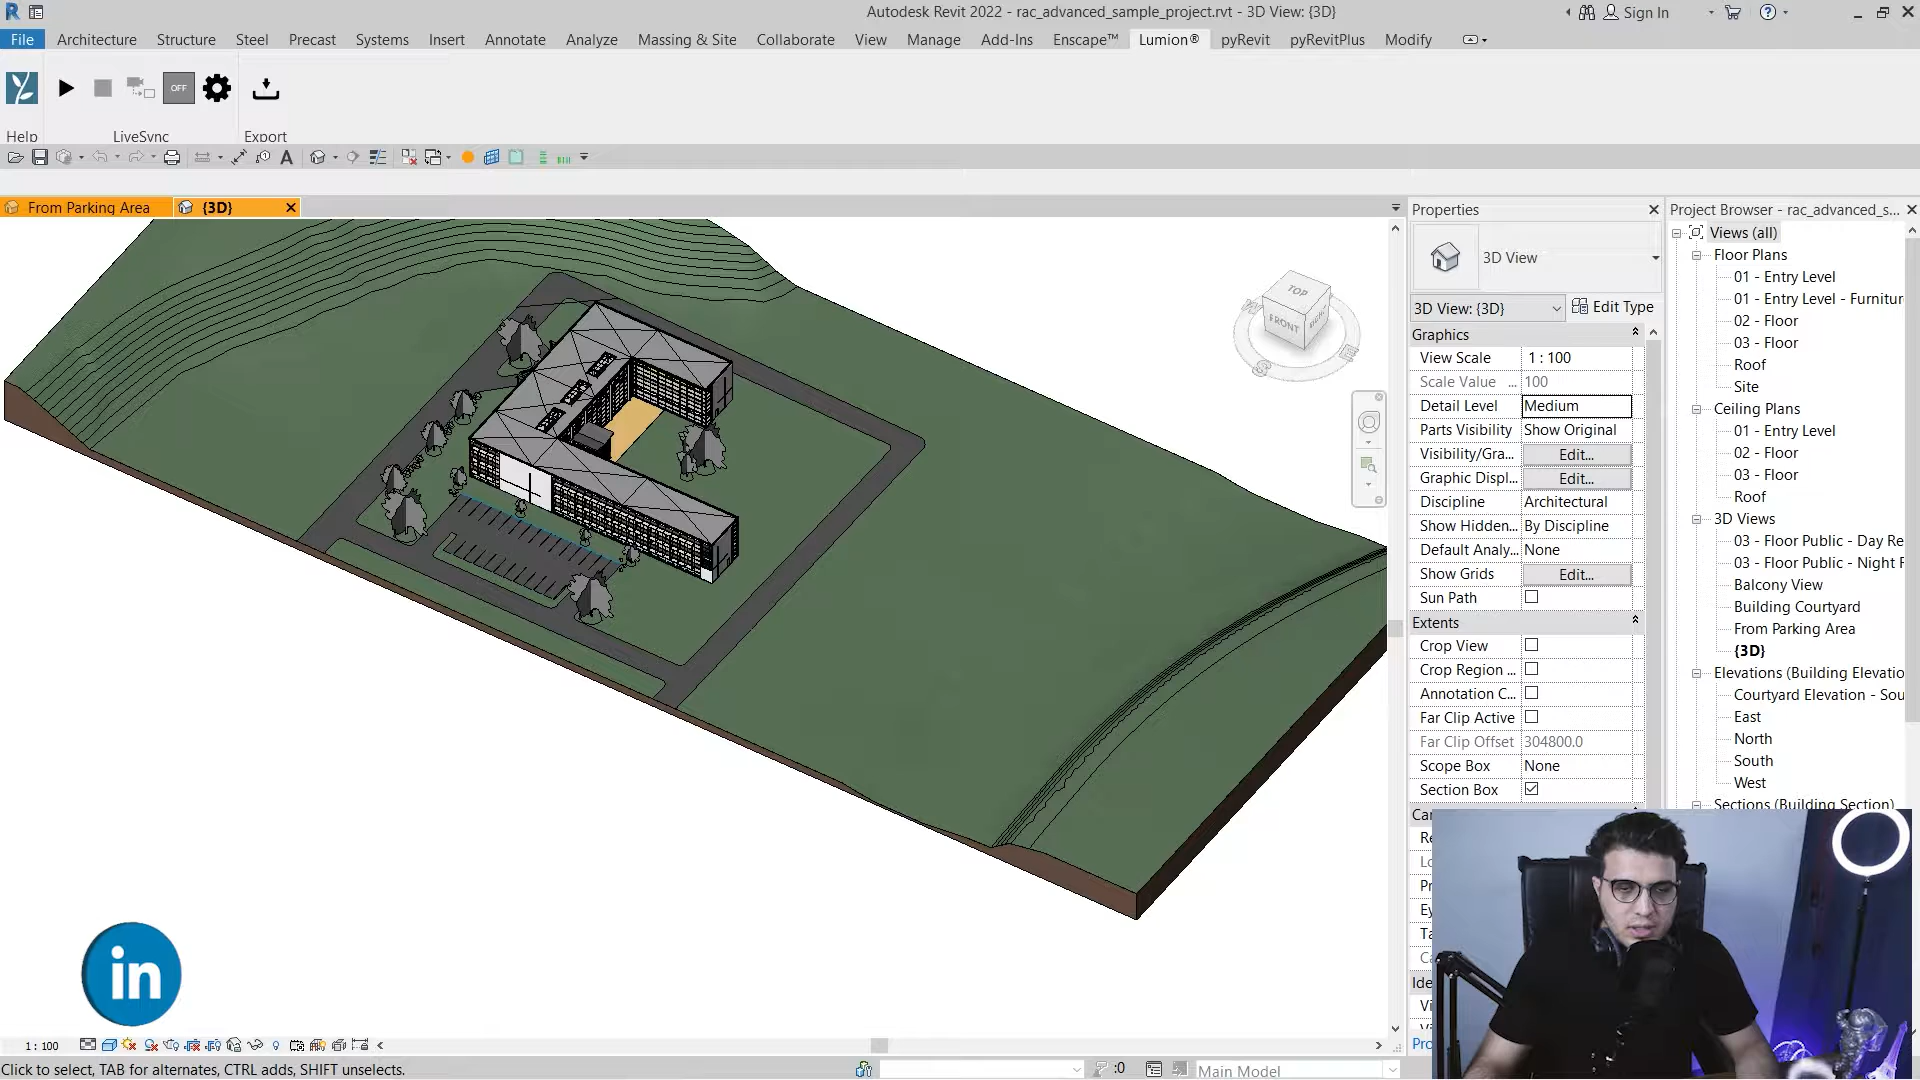 Autodesk Revit 2022 - rac_advanced_sample_project.rvt - 3D View: {3D}
Sign In
File Architecture Structure Steel Precast Systems Insert Annotate Analyze Massing & Site Collaborate View Manage Add-Ins Enscape™ Lumion® pyRevit pyRevitPlus Modify
OFF
Help LiveSync Export
From Parking Area
{3D}
TOP
FRONT
Properties
3D View
3D View: {3D}
Edit Type
Graphics
View Scale 1 : 100
Scale Value ... 100
Detail Level Medium
Parts Visibility Show Original
Visibility/Gra... Edit...
Graphic Displ... Edit...
Discipline Architectural
Show Hidden... By Discipline
Default Analy... None
Show Grids Edit...
Sun Path
Extents
Crop View
Crop Region ...
Annotation C...
Far Clip Active
Far Clip Offset 304800.0
Scope Box None
Section Box
Project Browser - rac_advanced_s...
Views (all)
Floor Plans
01 - Entry Level
01 - Entry Level - Furnitur
02 - Floor
03 - Floor
Roof
Site
Ceiling Plans
01 - Entry Level
02 - Floor
03 - Floor
Roof
3D Views
03 - Floor Public - Day Re
03 - Floor Public - Night R
Balcony View
Building Courtyard
From Parking Area
{3D}
Elevations (Building Elevatio
Courtyard Elevation - Sou
East
North
South
West
Sections (Building Section)
in
1 : 100
Click to select, TAB for alternates, CTRL adds, SHIFT unselects.
:0
Main Model